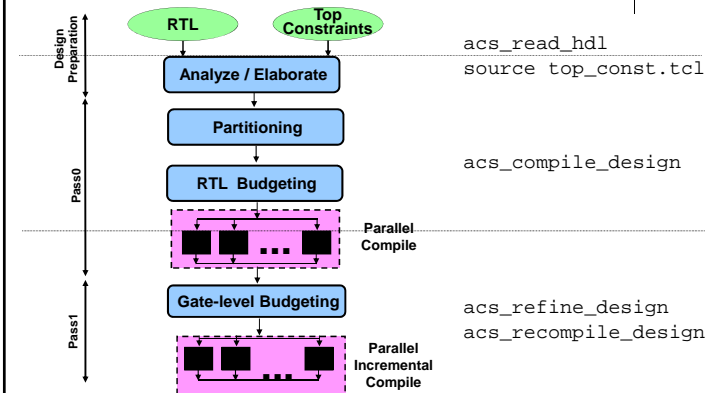 RTL
Top
Constraints
Design
Preparation
acs_read_hdl
source top_const.tcl
Analyze / Elaborate
Partitioning
Pass0
acs_compile_design
RTL Budgeting
Parallel
Compile
...
Gate-level Budgeting
acs_refine_design
acs_recompile_design
Pass1
Parallel
Incremental
Compile
...